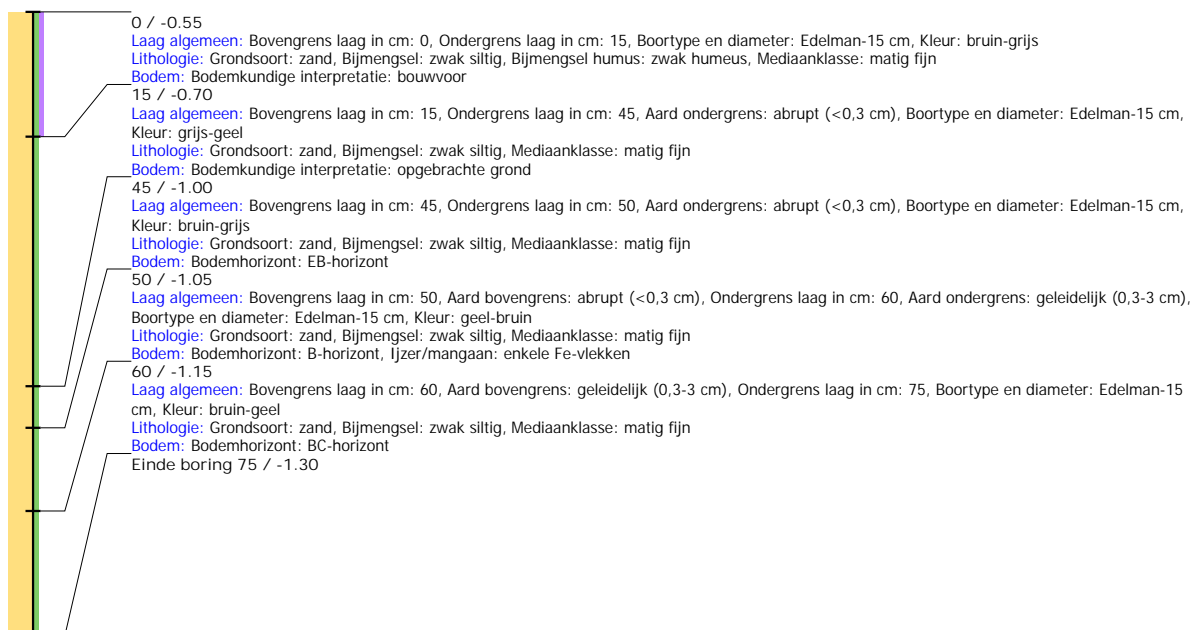 0 / -0.55
Laag algemeen: Bovengrens laag in cm: 0, Ondergrens laag in cm: 15, Boortype en diameter: Edelman-15 cm, Kleur: bruin-grijs
Lithologie: Grondsoort: zand, Bijmengsel: zwak siltig, Bijmengsel humus: zwak humeus, Mediaanklasse: matig fijn
Bodem: Bodemkundige interpretatie: bouwvoor
15 / -0.70
Laag algemeen: Bovengrens laag in cm: 15, Ondergrens laag in cm: 45, Aard ondergrens: abrupt (<0,3 cm), Boortype en diameter: Edelman-15 cm,
Kleur: grijs-geel
Lithologie: Grondsoort: zand, Bijmengsel: zwak siltig, Mediaanklasse: matig fijn
Bodem: Bodemkundige interpretatie: opgebrachte grond
45 / -1.00
Laag algemeen: Bovengrens laag in cm: 45, Ondergrens laag in cm: 50, Aard ondergrens: abrupt (<0,3 cm), Boortype en diameter: Edelman-15 cm,
Kleur: bruin-grijs
Lithologie: Grondsoort: zand, Bijmengsel: zwak siltig, Mediaanklasse: matig fijn
Bodem: Bodemhorizont: EB-horizont
50 / -1.05
Laag algemeen: Bovengrens laag in cm: 50, Aard bovengrens: abrupt (<0,3 cm), Ondergrens laag in cm: 60, Aard ondergrens: geleidelijk (0,3-3 cm),
Boortype en diameter: Edelman-15 cm, Kleur: geel-bruin
Lithologie: Grondsoort: zand, Bijmengsel: zwak siltig, Mediaanklasse: matig fijn
Bodem: Bodemhorizont: B-horizont, Ijzer/mangaan: enkele Fe-vlekken
60 / -1.15
Laag algemeen: Bovengrens laag in cm: 60, Aard bovengrens: geleidelijk (0,3-3 cm), Ondergrens laag in cm: 75, Boortype en diameter: Edelman-15
cm, Kleur: bruin-geel
Lithologie: Grondsoort: zand, Bijmengsel: zwak siltig, Mediaanklasse: matig fijn
Bodem: Bodemhorizont: BC-horizont
Einde boring 75 / -1.30